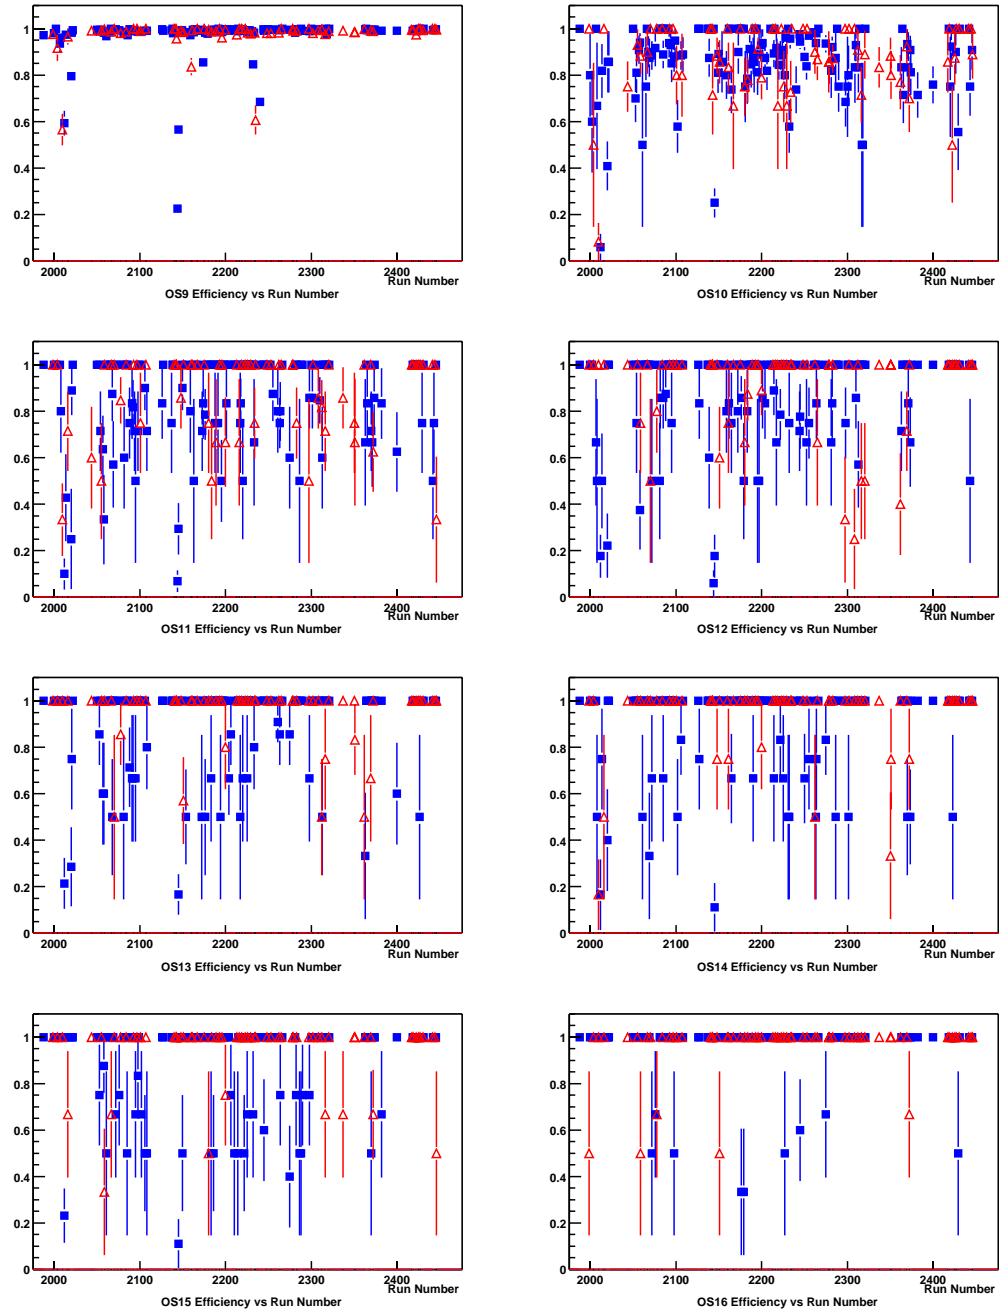 1
0.8
0.6
0.4
0.2
0
2000 2100 2200 2300 2400
Run Number
OS9 Efficiency vs Run Number
1
0.8
0.6
0.4
0.2
0
2000 2100 2200 2300 2400
Run Number
OS10 Efficiency vs Run Number
1
0.8
0.6
0.4
0.2
0
2000 2100 2200 2300 2400
Run Number
OS11 Efficiency vs Run Number
1
0.8
0.6
0.4
0.2
0
2000 2100 2200 2300 2400
Run Number
OS12 Efficiency vs Run Number
1
0.8
0.6
0.4
0.2
0
2000 2100 2200 2300 2400
Run Number
OS13 Efficiency vs Run Number
1
0.8
0.6
0.4
0.2
0
2000 2100 2200 2300 2400
Run Number
OS14 Efficiency vs Run Number
1
0.8
0.6
0.4
0.2
0
2000 2100 2200 2300 2400
Run Number
OS15 Efficiency vs Run Number
1
0.8
0.6
0.4
0.2
0
2000 2100 2200 2300 2400
Run Number
OS16 Efficiency vs Run Number